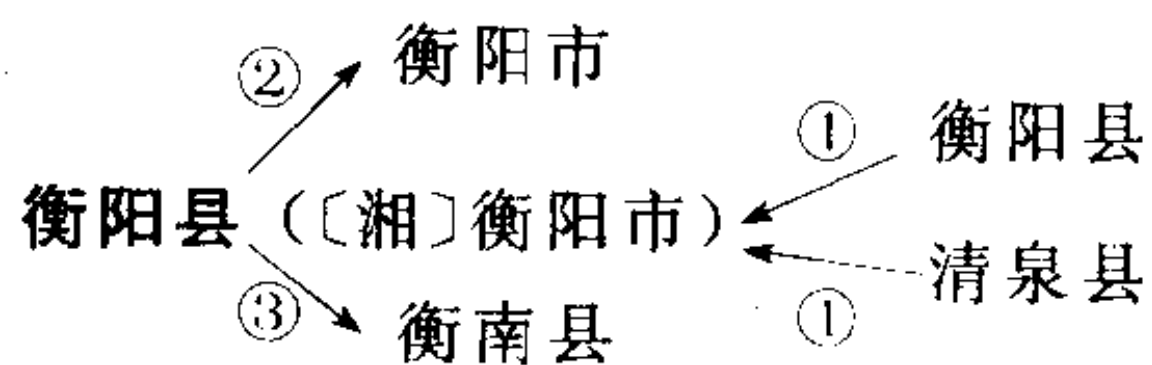 ② 衡阳市
① 衡阳县
衡阳县（〔湘〕衡阳市）
清泉县
③ 衡南县 ①